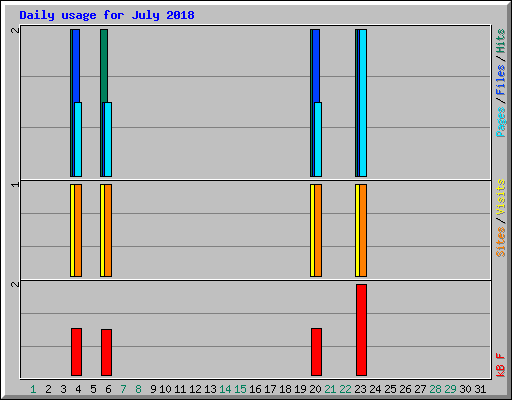 Daily usage for July 2018
2
Pages/Files/Hits
1
Sites/Visits
2
kB F
1 2 3 4 5 6 7 8 9 10 11 12 13 14 15 16 17 18 19 20 21 22 23 24 25 26 27 28 29 30 31